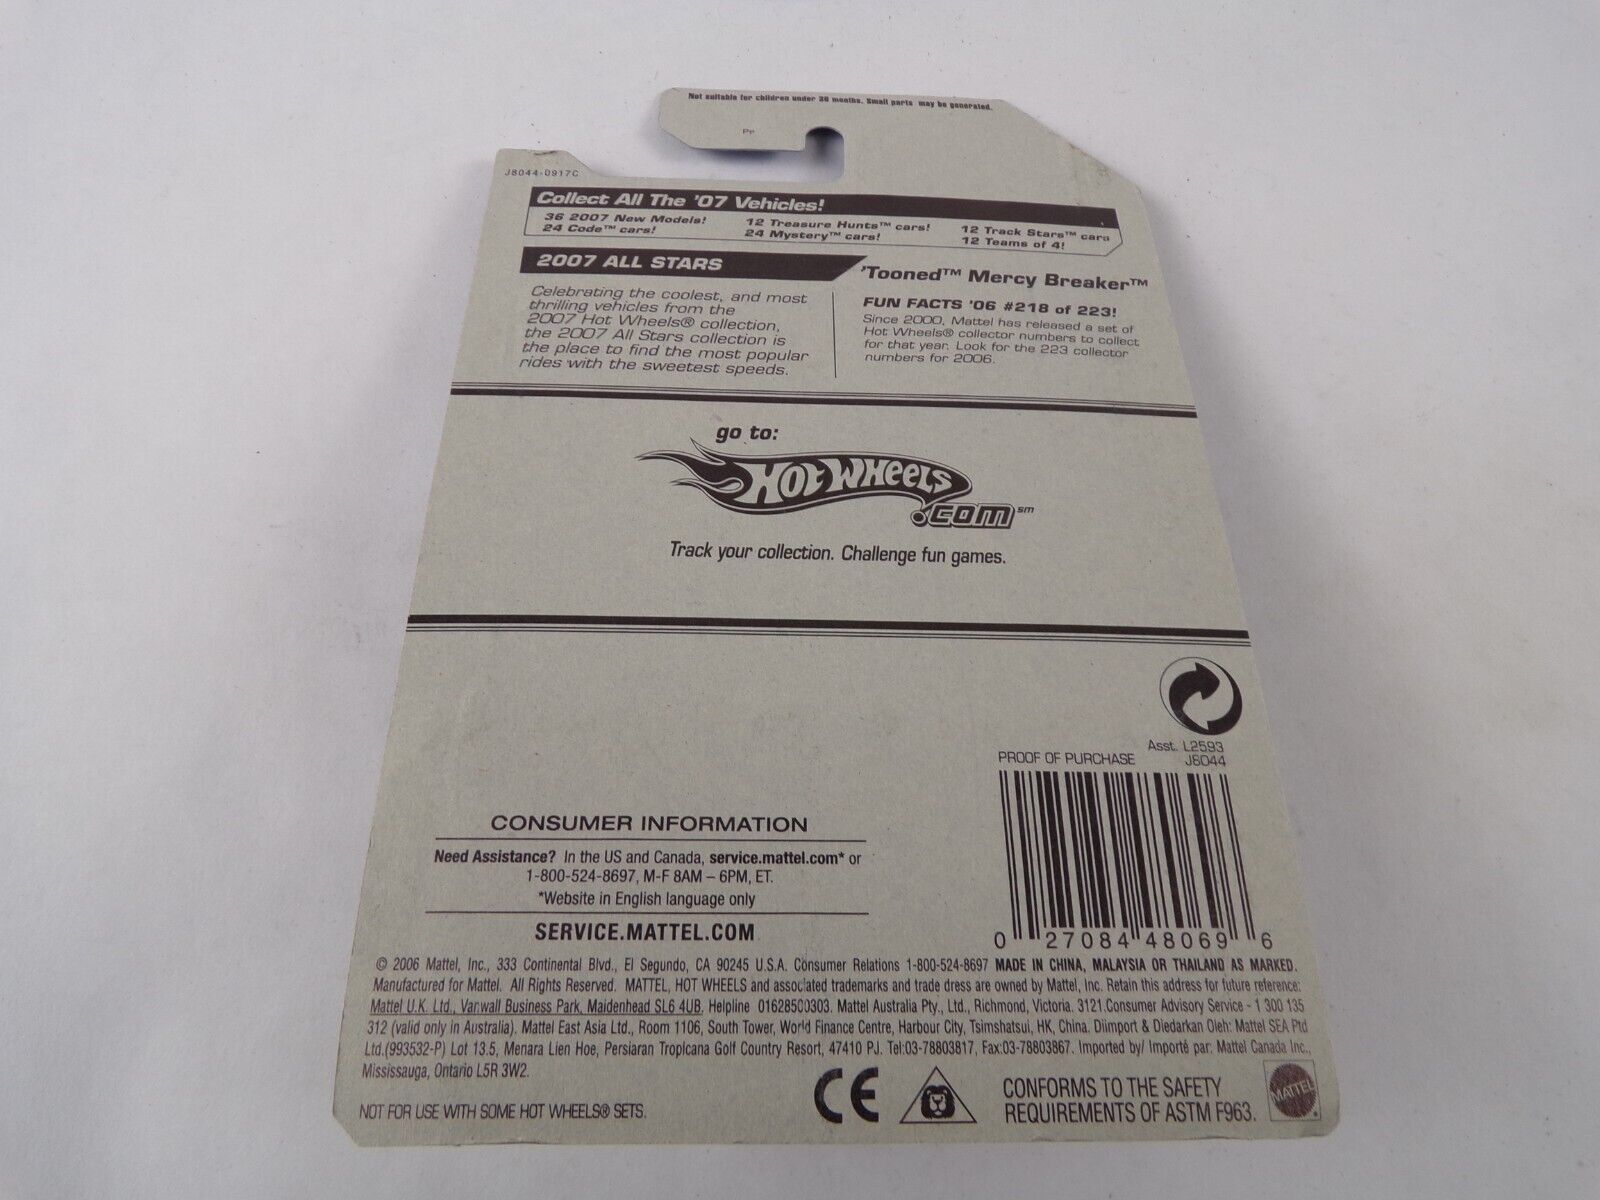 Not suitable for children under 36 months. Small parts may be generated.
Pp
J8044-0917C
Collect All The '07 Vehicles!
36 2007 New Models!
24 Code™ cars!
12 Treasure Hunts™ cars!
24 Mystery™ cars!
12 Track Stars™ cars
12 Teams of 4!
2007 ALL STARS
Celebrating the coolest, and most
thrilling vehicles from the
2007 Hot Wheels® collection,
the 2007 All Stars collection is
the place to find the most popular
rides with the sweetest speeds.
'Tooned™ Mercy Breaker™
FUN FACTS '06 #218 of 223!
Since 2000, Mattel has released a set of
Hot Wheels® collector numbers to collect
for that year. Look for the 223 collector
numbers for 2006.
go to:
HOT WHEELS
.COM℠
Track your collection. Challenge fun games.
Asst. L2593
J8044
PROOF OF PURCHASE
0 27084 48069 6
CONSUMER INFORMATION
Need Assistance? In the US and Canada, service.mattel.com* or
1-800-524-8697, M-F 8AM – 6PM, ET.
*Website in English language only
SERVICE.MATTEL.COM
© 2006 Mattel, Inc., 333 Continental Blvd., El Segundo, CA 90245 U.S.A. Consumer Relations 1-800-524-8697 MADE IN CHINA, MALAYSIA OR THAILAND AS MARKED.
Manufactured for Mattel. All Rights Reserved. MATTEL, HOT WHEELS and associated trademarks and trade dress are owned by Mattel, Inc. Retain this address for future reference:
Mattel U.K. Ltd., Vanwall Business Park, Maidenhead SL6 4UB. Helpline 01628500303. Mattel Australia Pty., Ltd., Richmond, Victoria. 3121.Consumer Advisory Service - 1 300 135
312 (valid only in Australia). Mattel East Asia Ltd., Room 1106, South Tower, World Finance Centre, Harbour City, Tsimshatsui, HK, China. Diimport & Diedarkan Oleh: Mattel SEA Ptd
Ltd.(993532-P) Lot 13.5, Menara Lien Hoe, Persiaran Tropicana Golf Country Resort, 47410 PJ. Tel:03-78803817, Fax:03-78803867. Imported by/ Importé par: Mattel Canada Inc.,
Mississauga, Ontario L5R 3W2.
NOT FOR USE WITH SOME HOT WHEELS® SETS.
CE
CONFORMS TO THE SAFETY
REQUIREMENTS OF ASTM F963.
MATTEL®